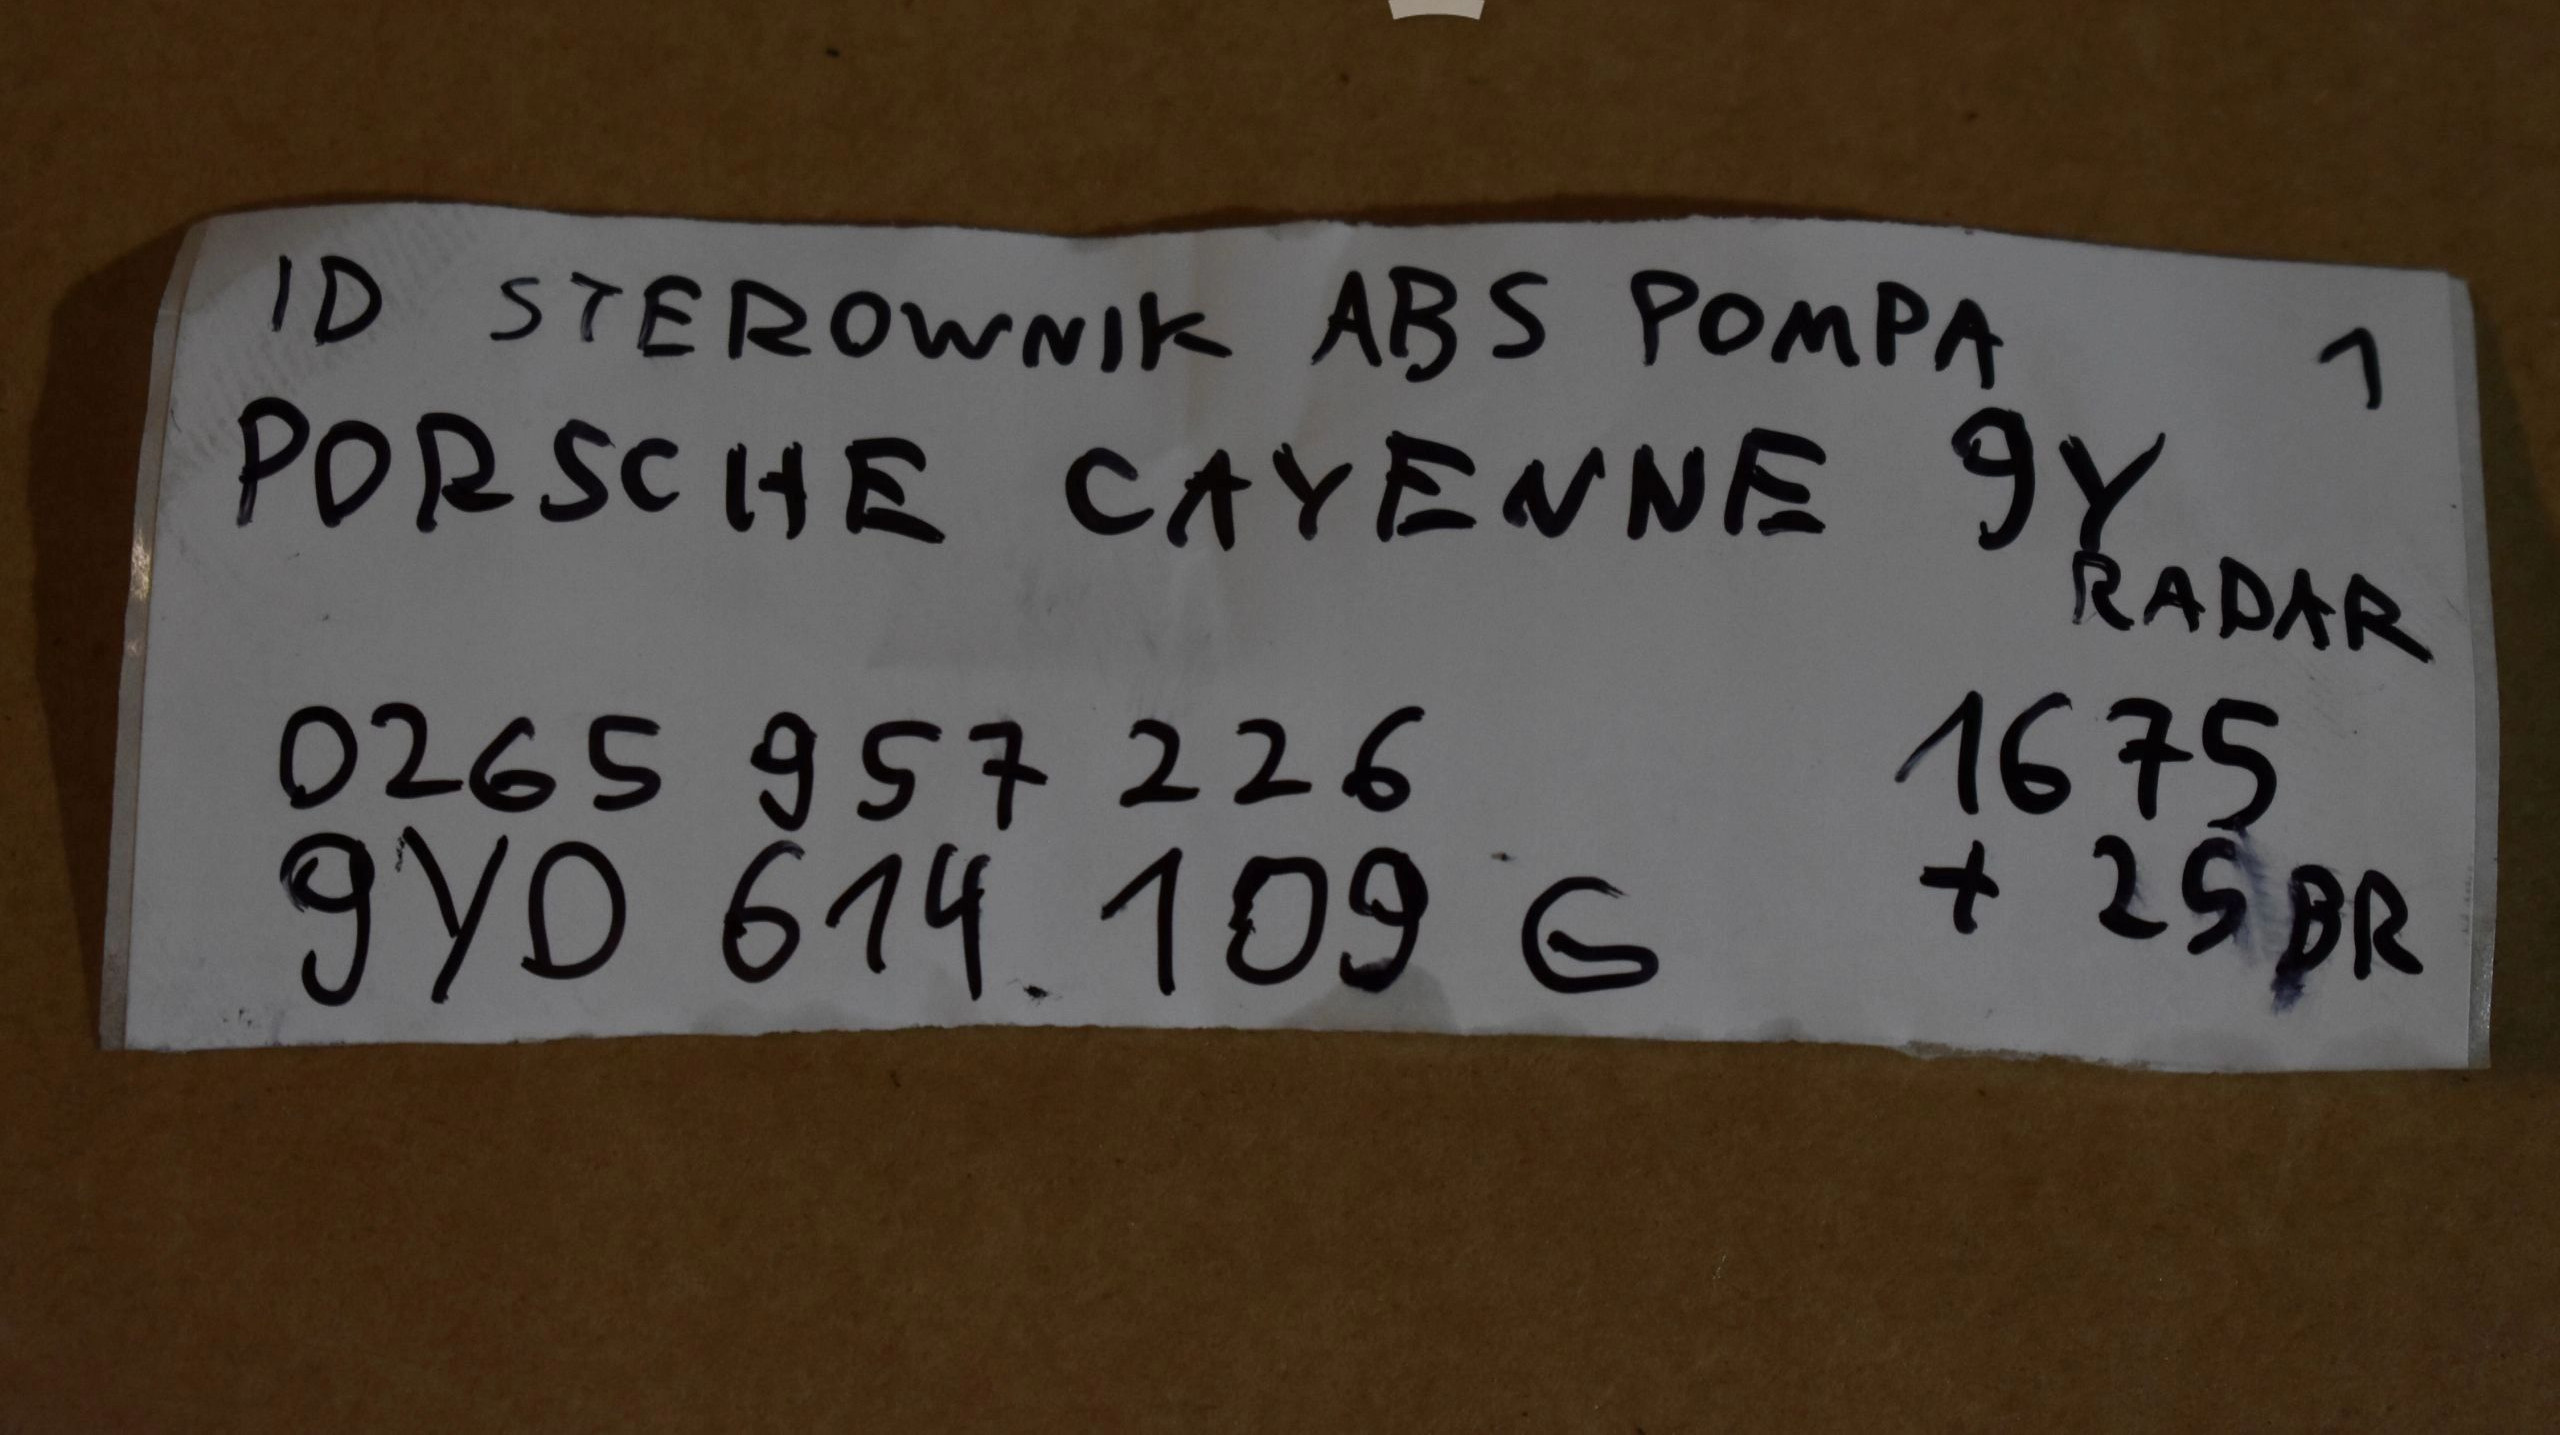 ID STEROWNIK ABS POMPA 1
PORSCHE CAYENNE 9Y
RADAR
0265 957 226 1675
9YD 614 109 G + 25 BR